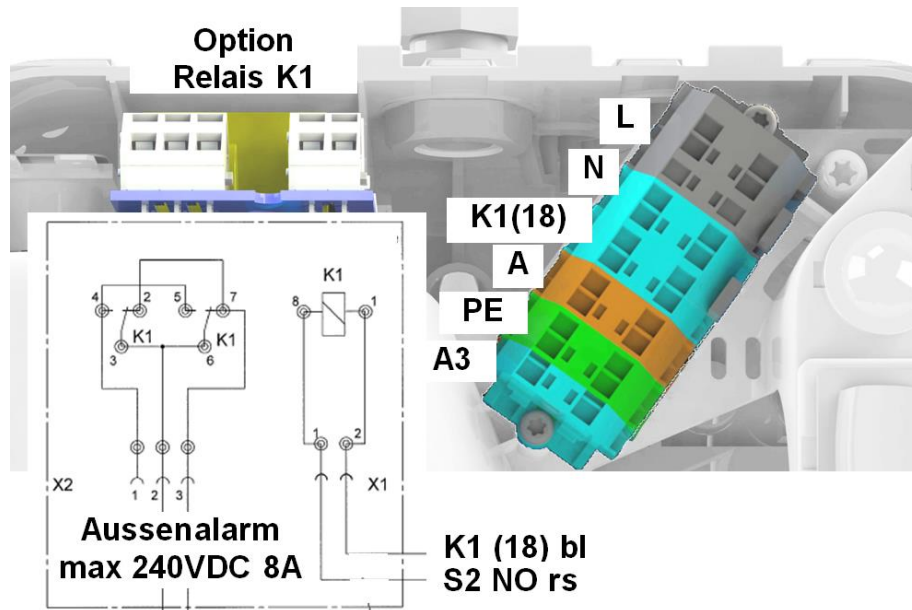 Option
Relais K1
L
N
K1(18)
A
PE
A3
K1
4 2 5 7 8 1
K1 K1
3 6
1 2
X2 1 2 3 X1
Aussenalarm
max 240VDC 8A
K1 (18) bl
S2 NO rs